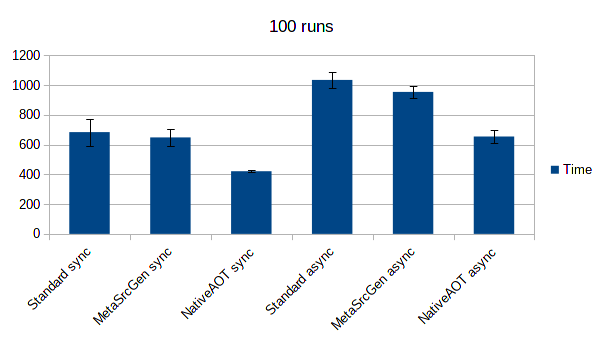 100 runs
1200
1000
800
600
400
200
0
Standard sync
MetaSrcGen sync
NativeAOT sync
Standard async
MetaSrcGen async
NativeAOT async
Time